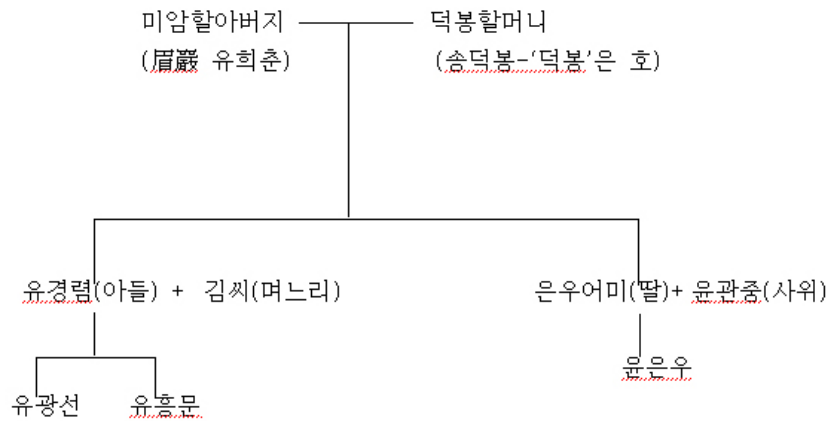 미암할아버지 덕봉할머니
(眉巖 유희춘) (송덕봉-‘덕봉’은 호)
유경렴(아들) + 김씨(며느리) 은우어미(딸)+ 윤관중(사위)
윤은우
유광선 유흥문